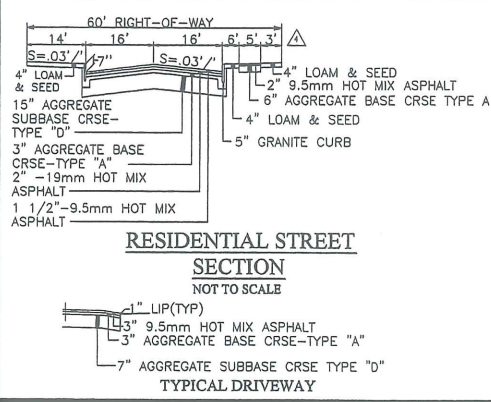 60' RIGHT-OF-WAY
14' 16' 16' 6' 5' 3' 4
S=.03'/' 7" S=.03'/'
4" LOAM
& SEED
4" LOAM & SEED
2" 9.5mm HOT MIX ASPHALT
6" AGGREGATE BASE CRSE TYPE A
4" LOAM & SEED
5" GRANITE CURB
15" AGGREGATE
SUBBASE CRSE-
TYPE "D"
3" AGGREGATE BASE
CRSE-TYPE "A"
2" -19mm HOT MIX
ASPHALT
1 1/2"-9.5mm HOT MIX
ASPHALT
RESIDENTIAL STREET
SECTION
NOT TO SCALE
1" LIP(TYP)
3" 9.5mm HOT MIX ASPHALT
3" AGGREGATE BASE CRSE-TYPE "A"
7" AGGREGATE SUBBASE CRSE TYPE "D"
TYPICAL DRIVEWAY